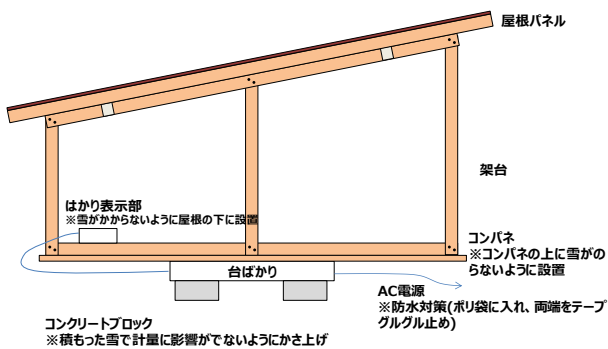 屋根パネル
架台
はかり表示部
※雪がかからないように屋根の下に設置
コンパネ
※コンパネの上に雪がの
らないように設置
台ばかり
AC電源
※防水対策(ポリ袋に入れ、両端をテープ
グルグル止め)
コンクリートブロック
※積もった雪で計量に影響がでないようにかさ上げ